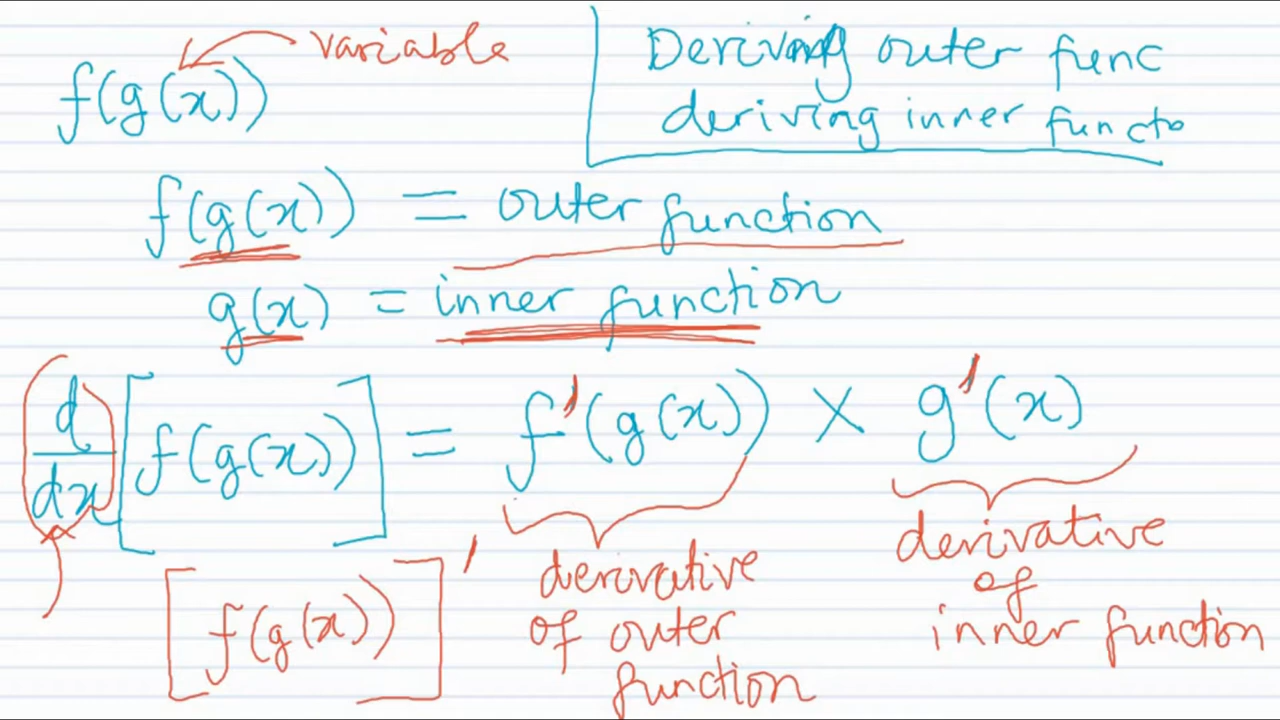 variable
f(g(x))
Deriving outer func
deriving inner functo
f(g(x)) = outer function
g(x) = inner function
d/dx [f(g(x))] = f'(g(x)) × g'(x)
[f(g(x))]'
derivative
of outer
function
derivative
of
inner function